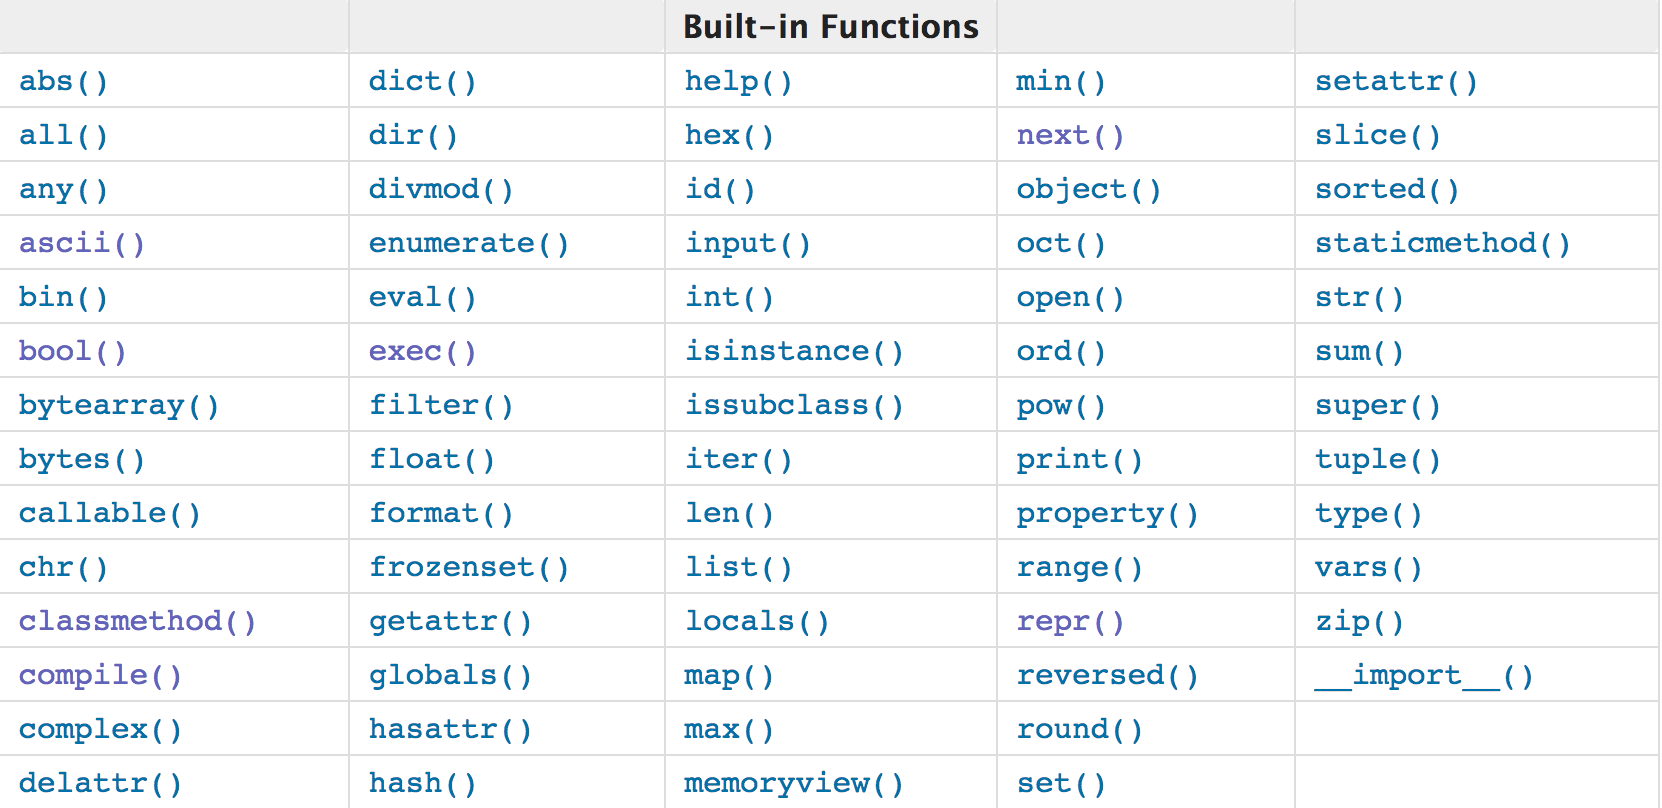 Built-in Functions
abs() dict() help() min() setattr()
all() dir() hex() next() slice()
any() divmod() id() object() sorted()
ascii() enumerate() input() oct() staticmethod()
bin() eval() int() open() str()
bool() exec() isinstance() ord() sum()
bytearray() filter() issubclass() pow() super()
bytes() float() iter() print() tuple()
callable() format() len() property() type()
chr() frozenset() list() range() vars()
classmethod() getattr() locals() repr() zip()
compile() globals() map() reversed() __import__()
complex() hasattr() max() round()
delattr() hash() memoryview() set()